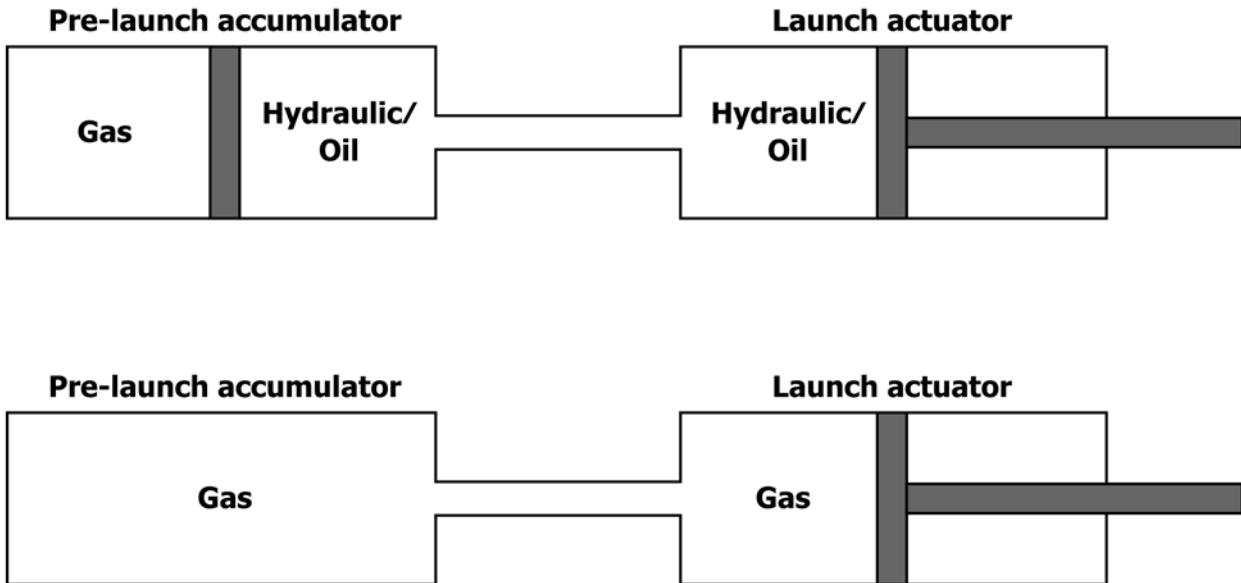 Pre-launch accumulator
Launch actuator
Gas
Hydraulic/
Oil
Hydraulic/
Oil
Pre-launch accumulator
Launch actuator
Gas
Gas